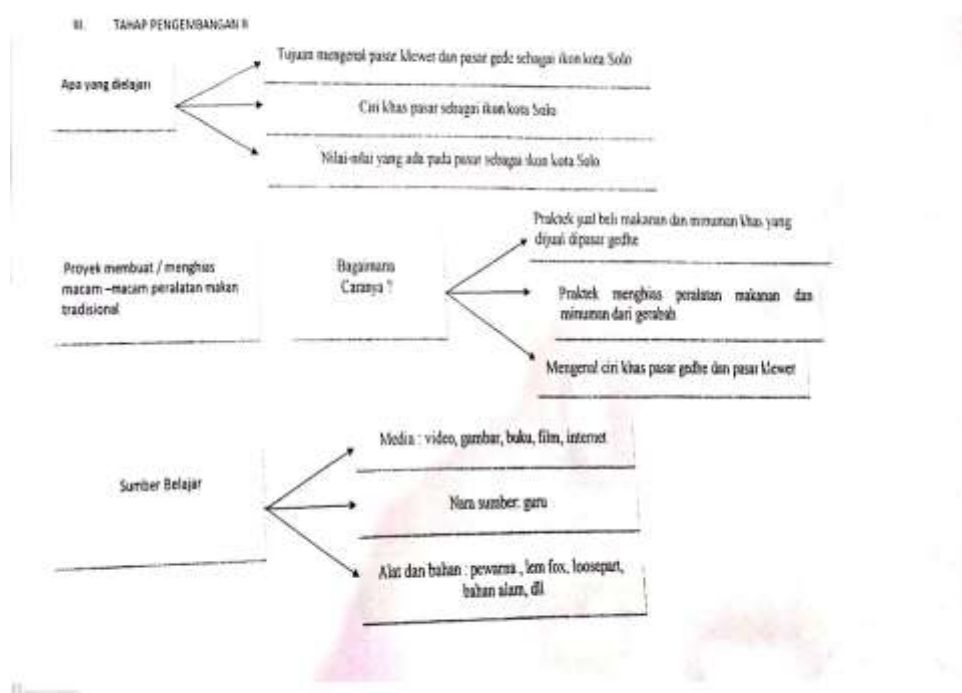 III. TAHAP PENGEMBANGAN II
Apa yang dielajari
Tujuan mengenal pasar klewer dan pasar gede sebagai ikon kota Solo
Ciri khas pasar sebagai ikon kota Solo
Nilai-nilai yang ada pada pasar sebagai ikon kota Solo
Proyek membuat / menghias
macam –macam peralatan makan
tradisional
Bagaimana
Caranya ?
Praktek jual beli makanan dan minuman khas yang
dijual dipasar gedhe
Praktek menghias peralatan makanan dan
minuman dari gerabah
Mengenal ciri khas pasar gedhe dan pasar klewer
Sumber Belajar
Media : video, gambar, buku, film, internet
Nara sumber: guru
Alat dan bahan : pewarna , lem fox, loosepart,
bahan alam, dll